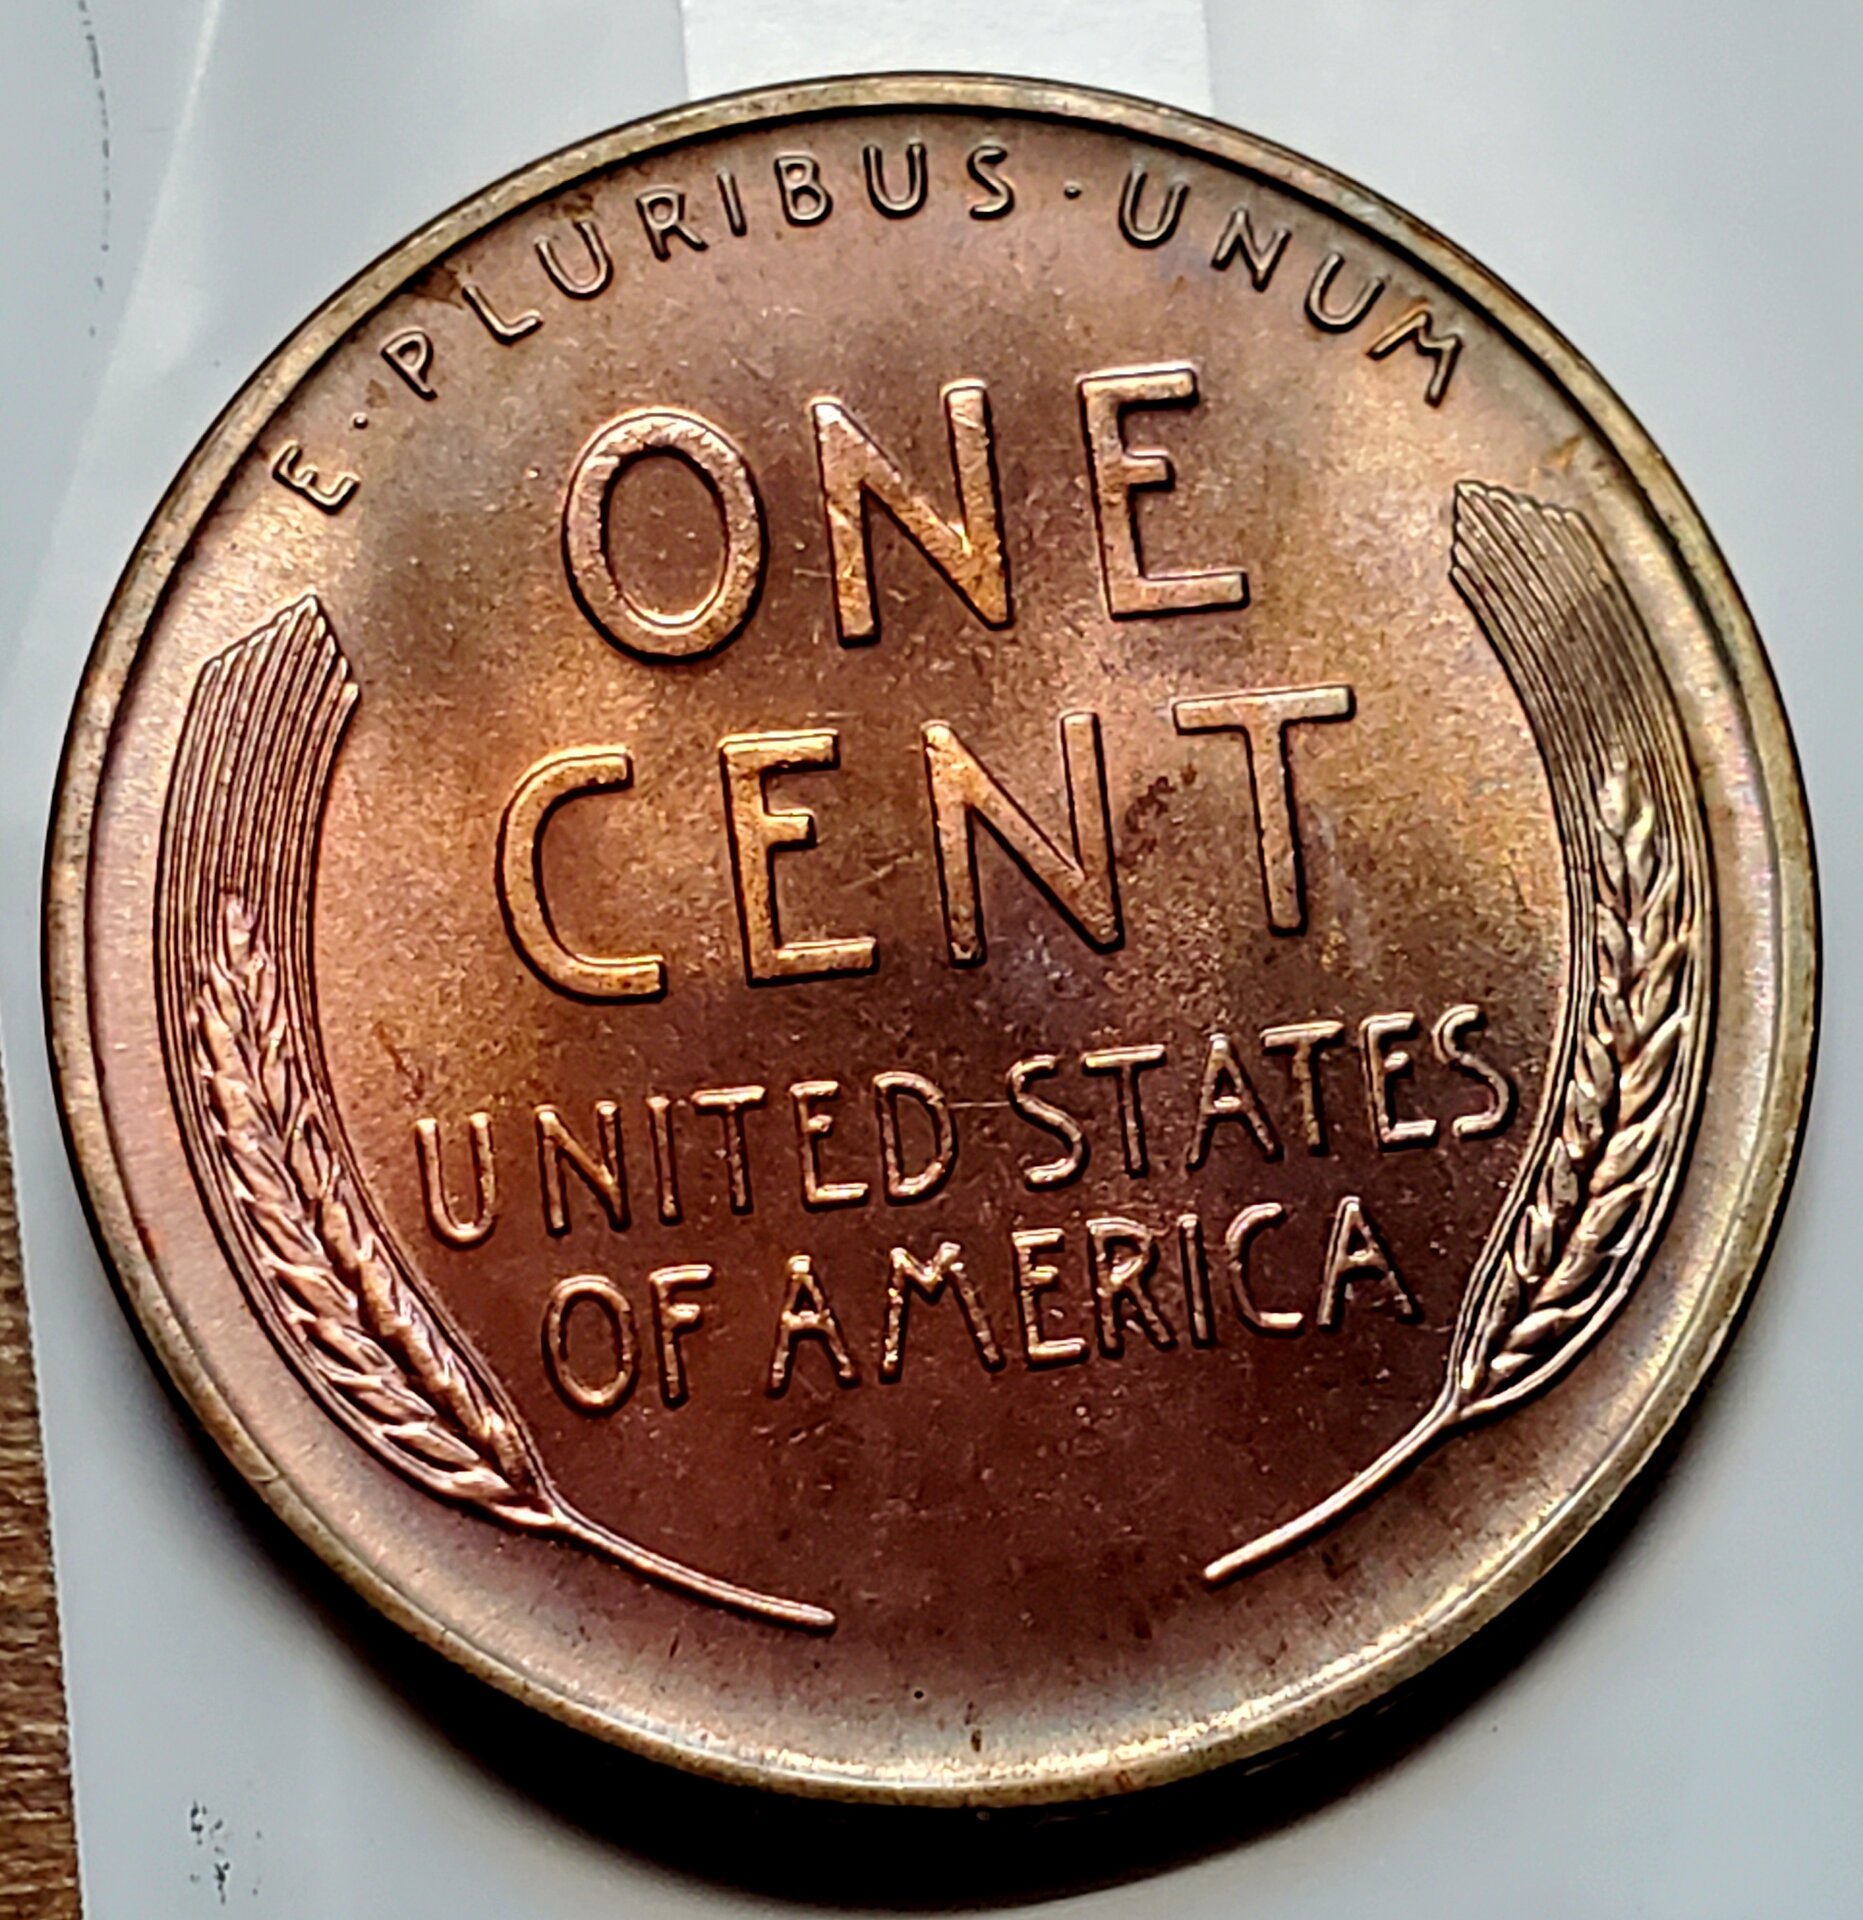 E · PLURIBUS · UNUM
ONE
CENT
UNITED STATES
OF AMERICA